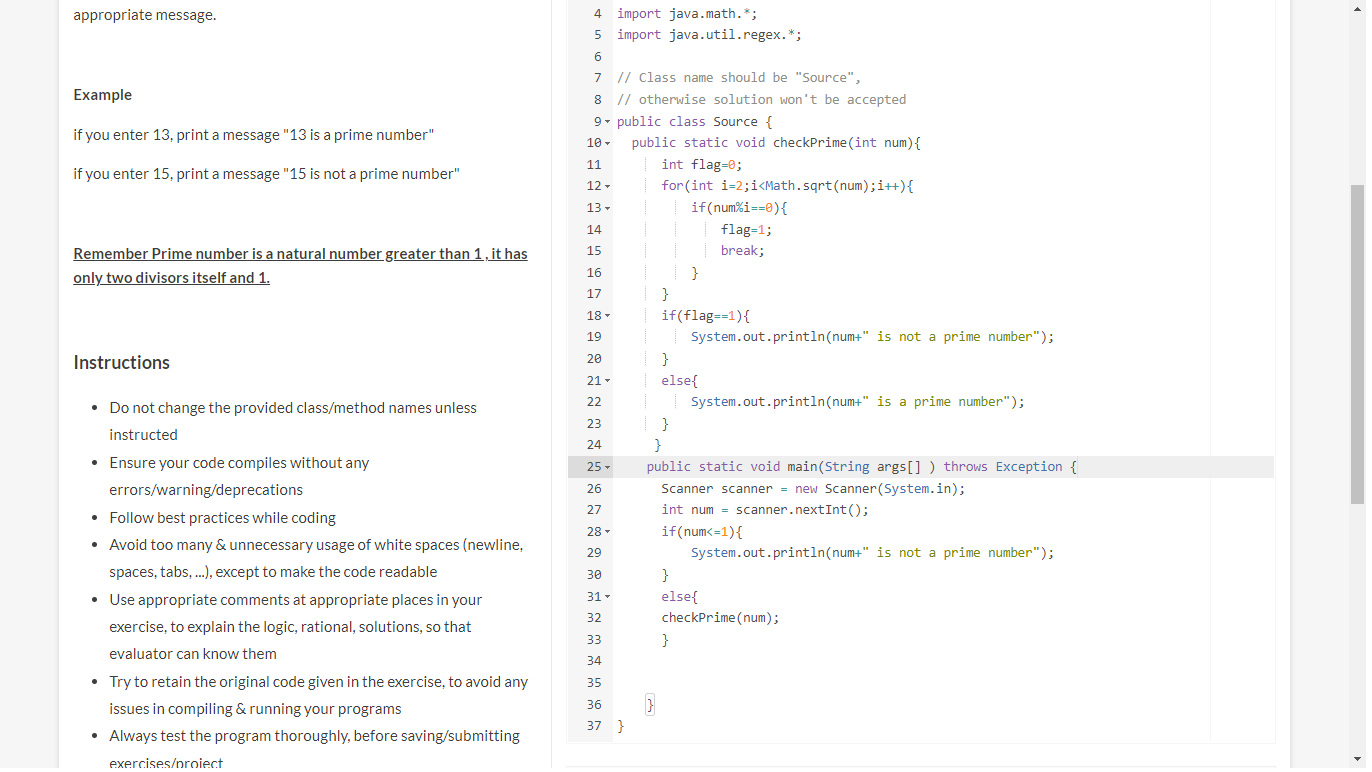 appropriate message.
Example
if you enter 13, print a message "13 is a prime number"
if you enter 15, print a message "15 is not a prime number"
Remember Prime number is a natural number greater than 1 , it has
only two divisors itself and 1.
Instructions
• Do not change the provided class/method names unless
instructed
• Ensure your code compiles without any
errors/warning/deprecations
• Follow best practices while coding
• Avoid too many & unnecessary usage of white spaces (newline,
spaces, tabs, ...), except to make the code readable
• Use appropriate comments at appropriate places in your
exercise, to explain the logic, rational, solutions, so that
evaluator can know them
• Try to retain the original code given in the exercise, to avoid any
issues in compiling & running your programs
• Always test the program thoroughly, before saving/submitting
exercises/project
4 import java.math.*;
5 import java.util.regex.*;
6
7 // Class name should be "Source",
8 // otherwise solution won't be accepted
9 public class Source {
10 public static void checkPrime(int num){
11 int flag=0;
12 for(int i=2;i<Math.sqrt(num);i++){
13 if(num%i==0){
14 flag=1;
15 break;
16 }
17 }
18 if(flag==1){
19 System.out.println(num+" is not a prime number");
20 }
21 else{
22 System.out.println(num+" is a prime number");
23 }
24 }
25 public static void main(String args[] ) throws Exception {
26 Scanner scanner = new Scanner(System.in);
27 int num = scanner.nextInt();
28 if(num<=1){
29 System.out.println(num+" is not a prime number");
30 }
31 else{
32 checkPrime(num);
33 }
34
35
36 }
37 }